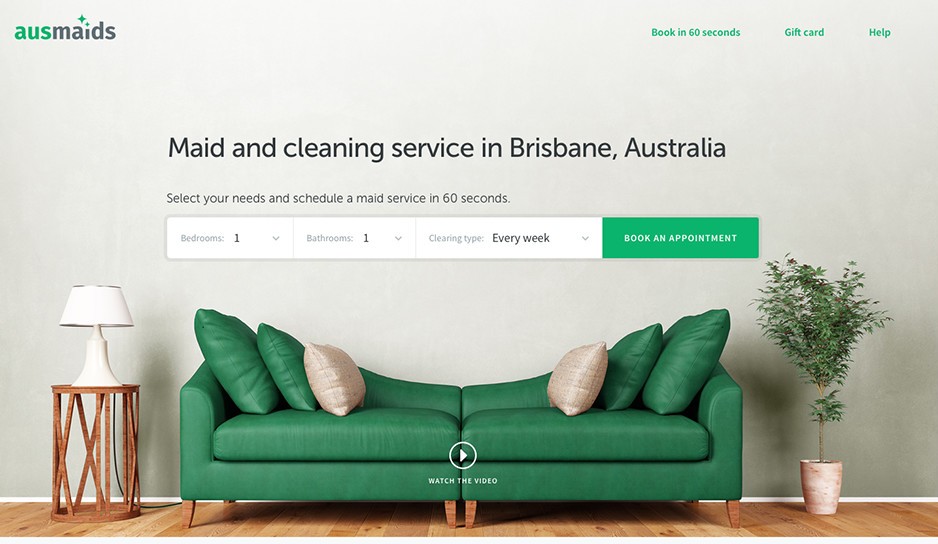 ausmaids
Book in 60 seconds
Gift card
Help
Maid and cleaning service in Brisbane, Australia
Select your needs and schedule a maid service in 60 seconds.
Bedrooms: 1
Bathrooms: 1
Clearing type: Every week
BOOK AN APPOINTMENT
WATCH THE VIDEO